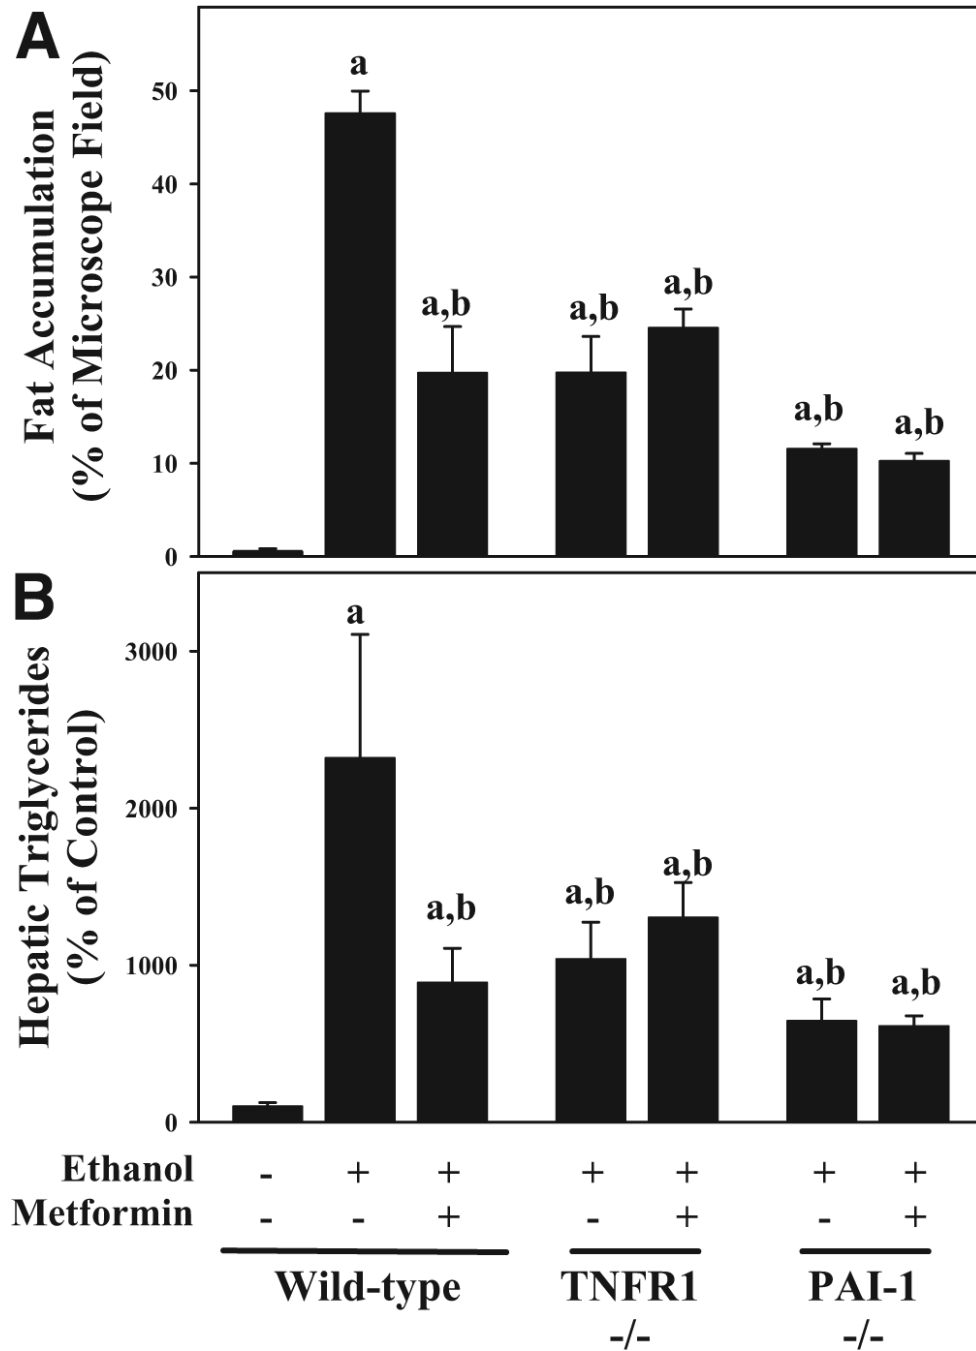 A
Fat Accumulation
(% of Microscope Field)
50
40
30
20
10
0
a
a,b
a,b
a,b
a,b
a,b
B
Hepatic Triglycerides
(% of Control)
3000
2000
1000
0
a
a,b
a,b
a,b
a,b
a,b
Ethanol - + + + + + +
Metformin - - + - + - +
Wild-type TNFR1 PAI-1
-/- -/-